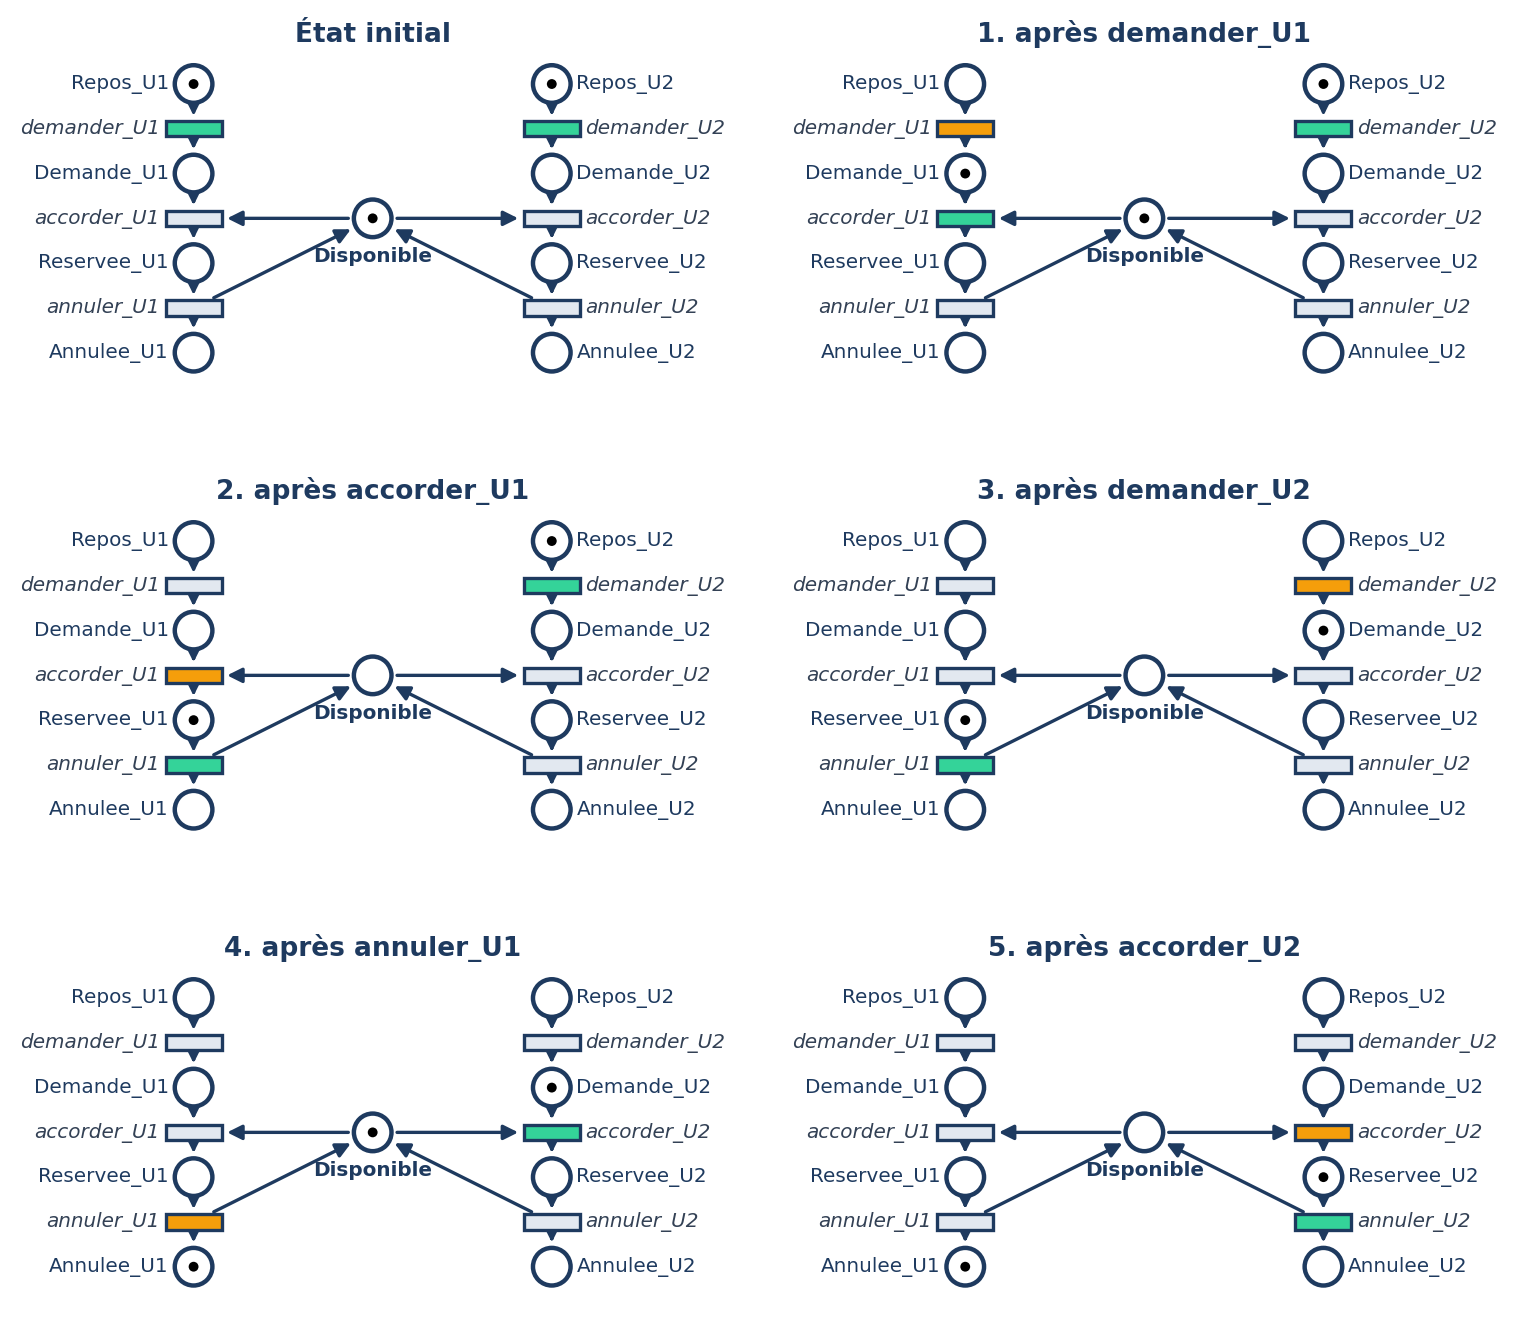 État initial
Repos_U1
Repos_U2
demander_U1
demander_U2
Demande_U1
Demande_U2
accorder_U1
accorder_U2
Disponible
Reservee_U1
Reservee_U2
annuler_U1
annuler_U2
Annulee_U1
Annulee_U2
1. après demander_U1
Repos_U1
Repos_U2
demander_U1
demander_U2
Demande_U1
Demande_U2
accorder_U1
accorder_U2
Disponible
Reservee_U1
Reservee_U2
annuler_U1
annuler_U2
Annulee_U1
Annulee_U2
2. après accorder_U1
Repos_U1
Repos_U2
demander_U1
demander_U2
Demande_U1
Demande_U2
accorder_U1
accorder_U2
Disponible
Reservee_U1
Reservee_U2
annuler_U1
annuler_U2
Annulee_U1
Annulee_U2
3. après demander_U2
Repos_U1
Repos_U2
demander_U1
demander_U2
Demande_U1
Demande_U2
accorder_U1
accorder_U2
Disponible
Reservee_U1
Reservee_U2
annuler_U1
annuler_U2
Annulee_U1
Annulee_U2
4. après annuler_U1
Repos_U1
Repos_U2
demander_U1
demander_U2
Demande_U1
Demande_U2
accorder_U1
accorder_U2
Disponible
Reservee_U1
Reservee_U2
annuler_U1
annuler_U2
Annulee_U1
Annulee_U2
5. après accorder_U2
Repos_U1
Repos_U2
demander_U1
demander_U2
Demande_U1
Demande_U2
accorder_U1
accorder_U2
Disponible
Reservee_U1
Reservee_U2
annuler_U1
annuler_U2
Annulee_U1
Annulee_U2